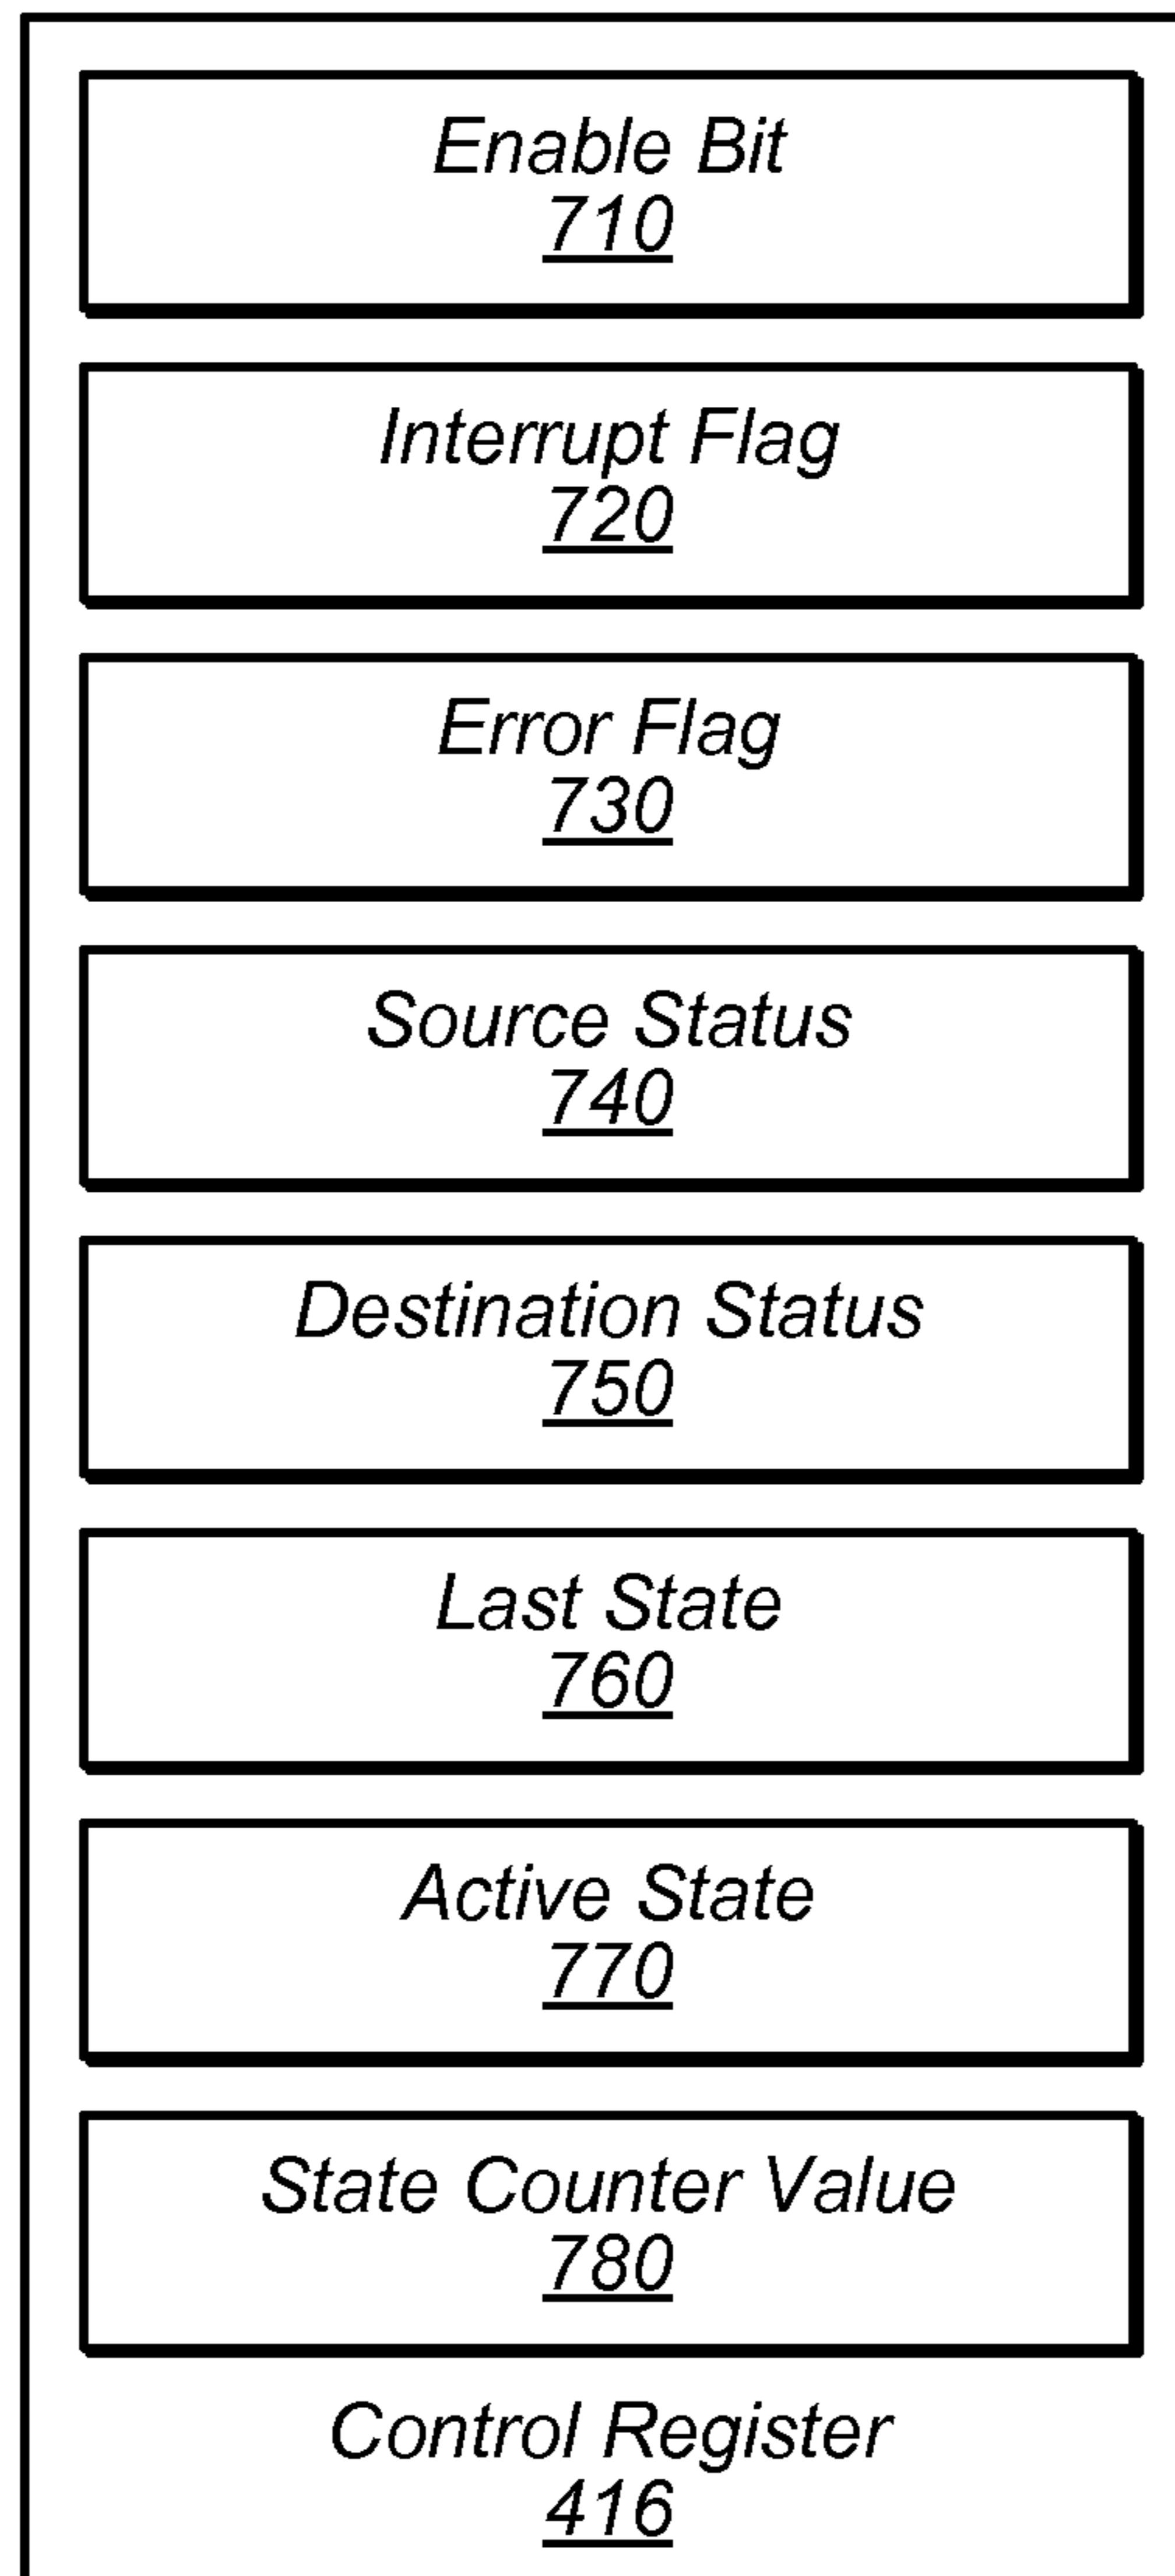 Enable Bit
710
Interrupt Flag
720
Error Flag
730
Source Status
740
Destination Status
750
Last State
760
Active State
770
State Counter Value
780
Control Register
416